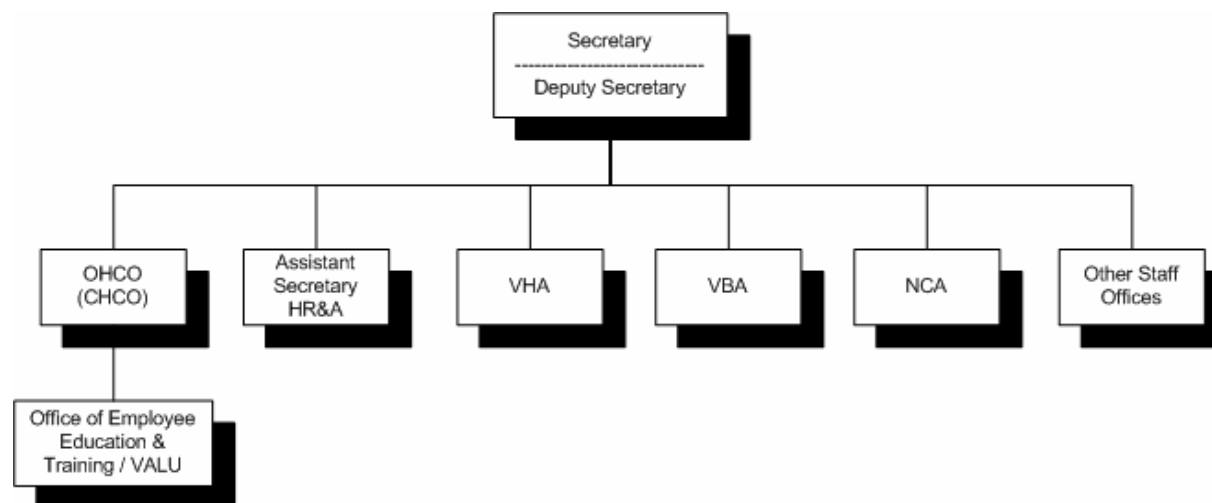 Secretary
--------------------------------
Deputy Secretary
OHCO
(CHCO)
Assistant
Secretary
HR&A
VHA
VBA
NCA
Other Staff
Offices
Office of Employee
Education &
Training / VALU